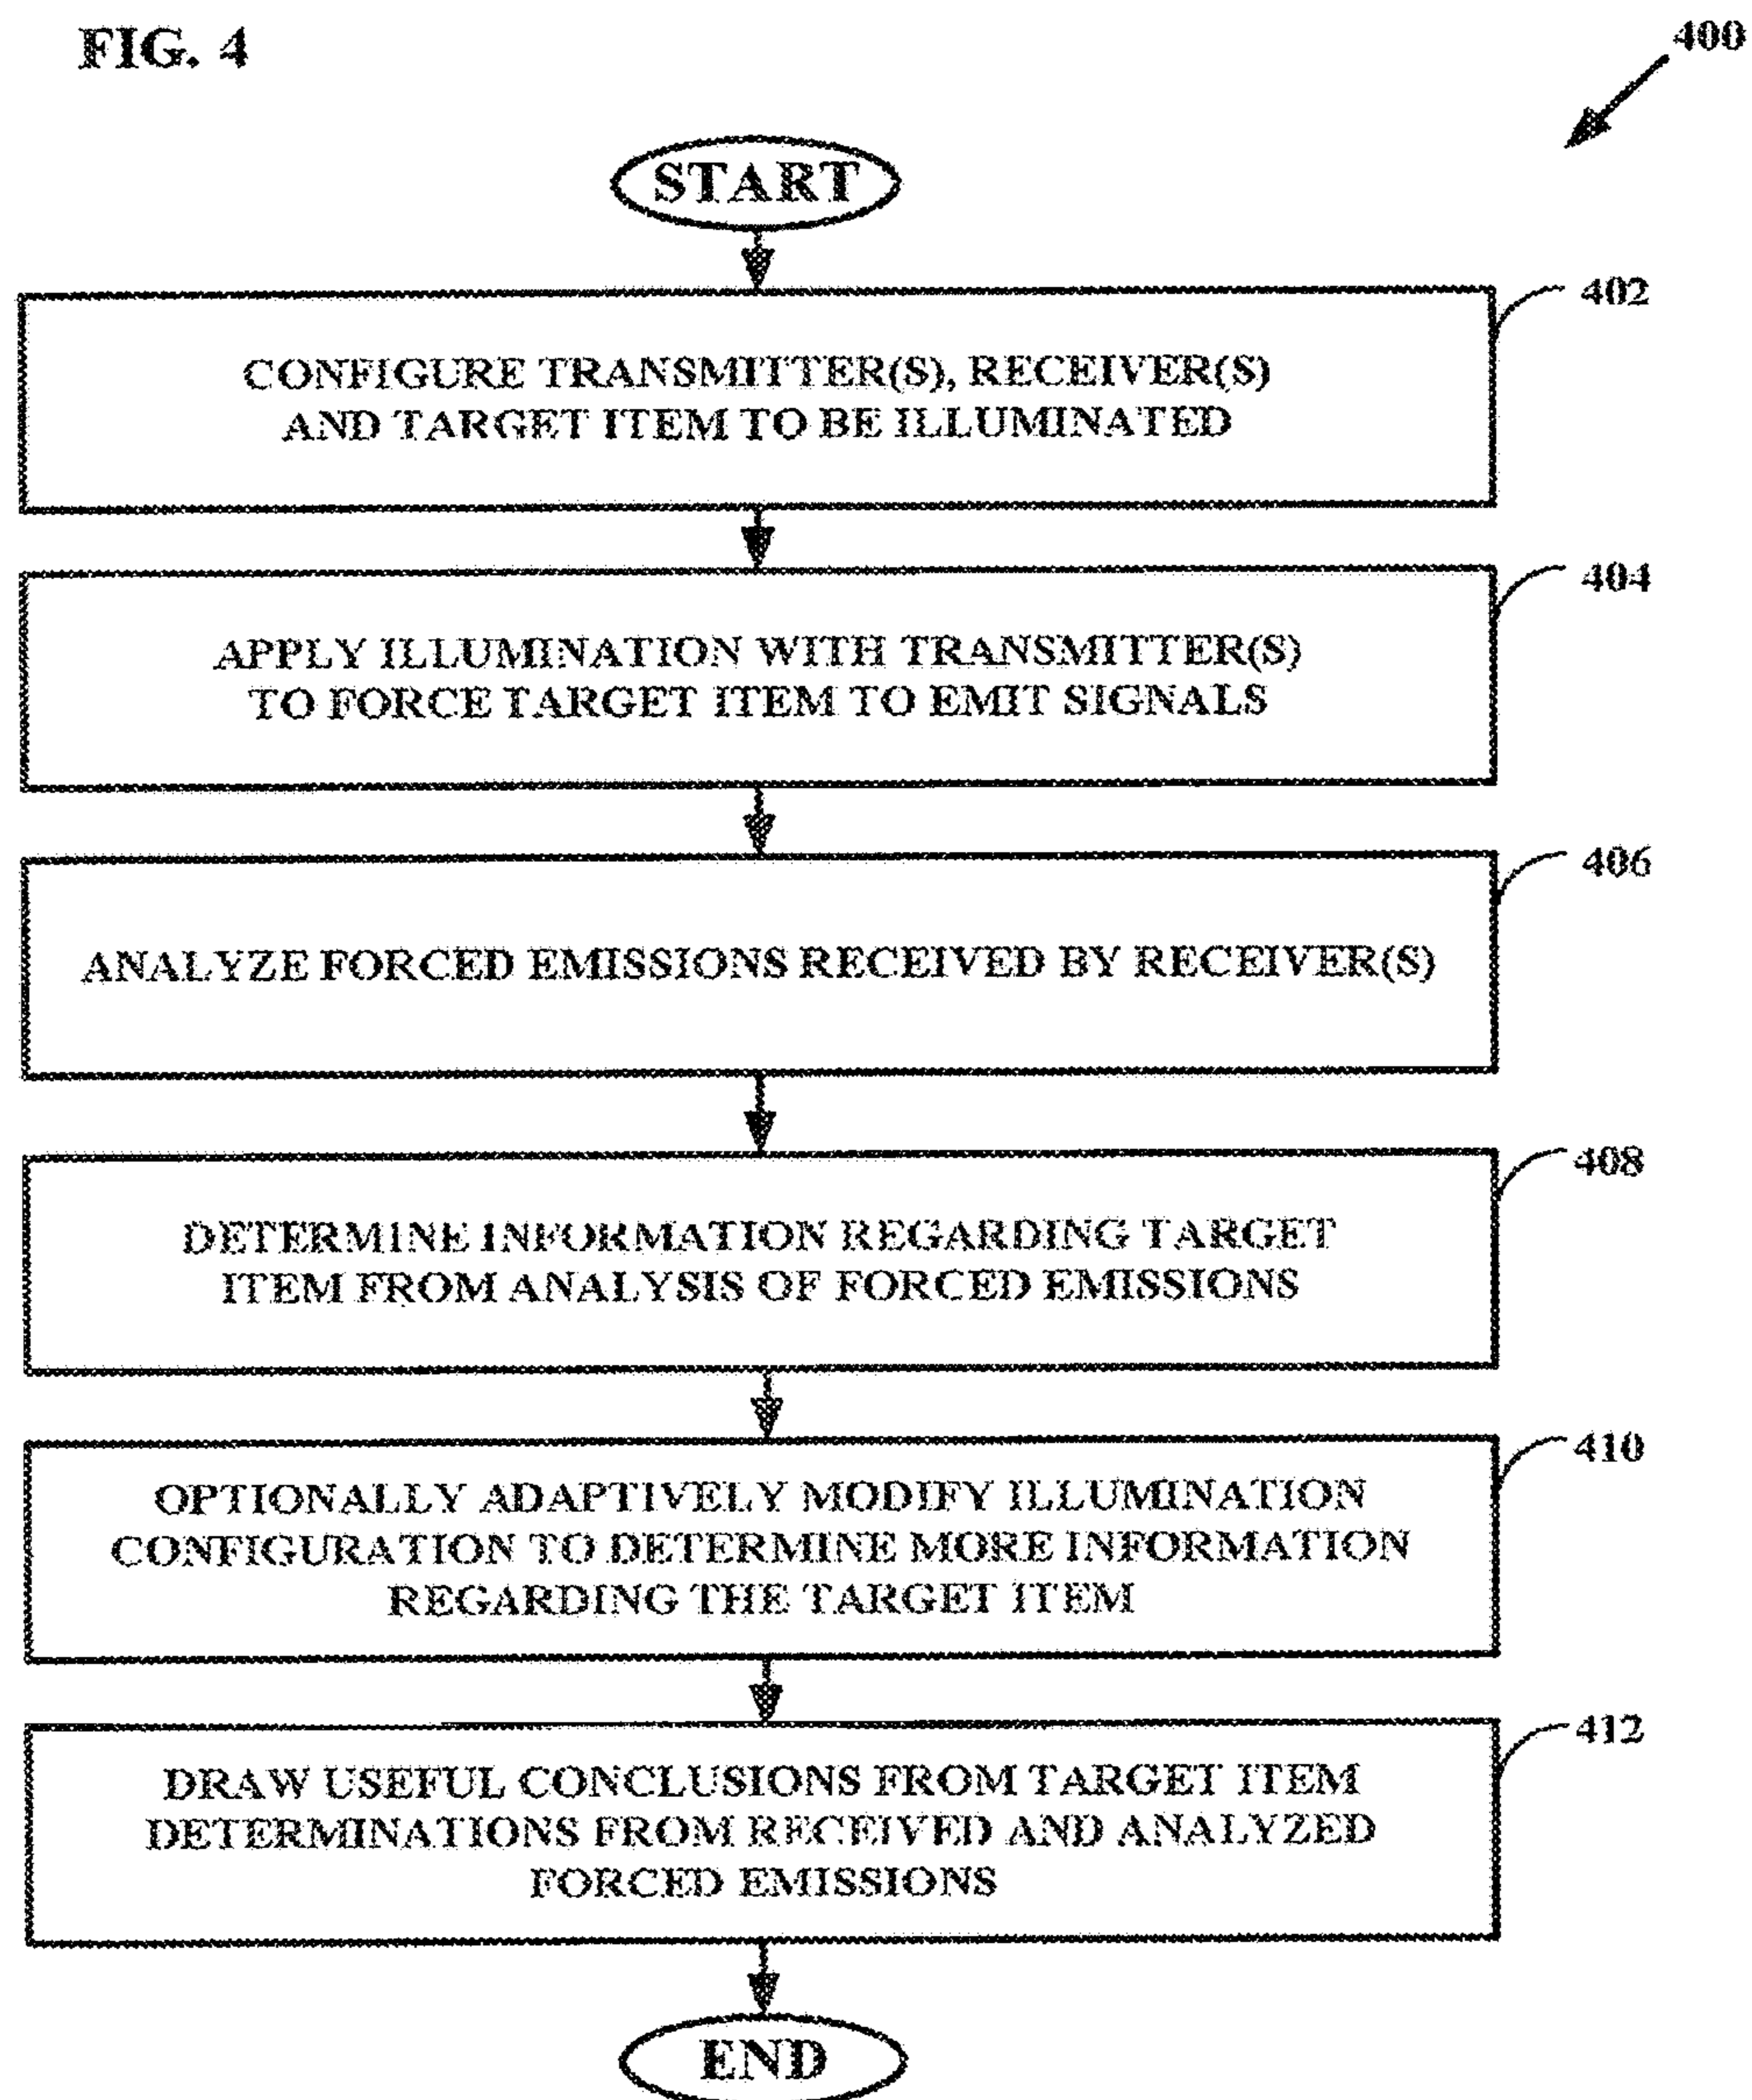 FIG. 4
400
START
402
CONFIGURE TRANSMITTER(S), RECEIVER(S)
AND TARGET ITEM TO BE ILLUMINATED
404
APPLY ILLUMINATION WITH TRANSMITTER(S)
TO FORCE TARGET ITEM TO EMIT SIGNALS
406
ANALYZE FORCED EMISSIONS RECEIVED BY RECEIVER(S)
408
DETERMINE INFORMATION REGARDING TARGET
ITEM FROM ANALYSIS OF FORCED EMISSIONS
410
OPTIONALLY ADAPTIVELY MODIFY ILLUMINATION
CONFIGURATION TO DETERMINE MORE INFORMATION
REGARDING THE TARGET ITEM
412
DRAW USEFUL CONCLUSIONS FROM TARGET ITEM
DETERMINATIONS FROM RECEIVED AND ANALYZED
FORCED EMISSIONS
END